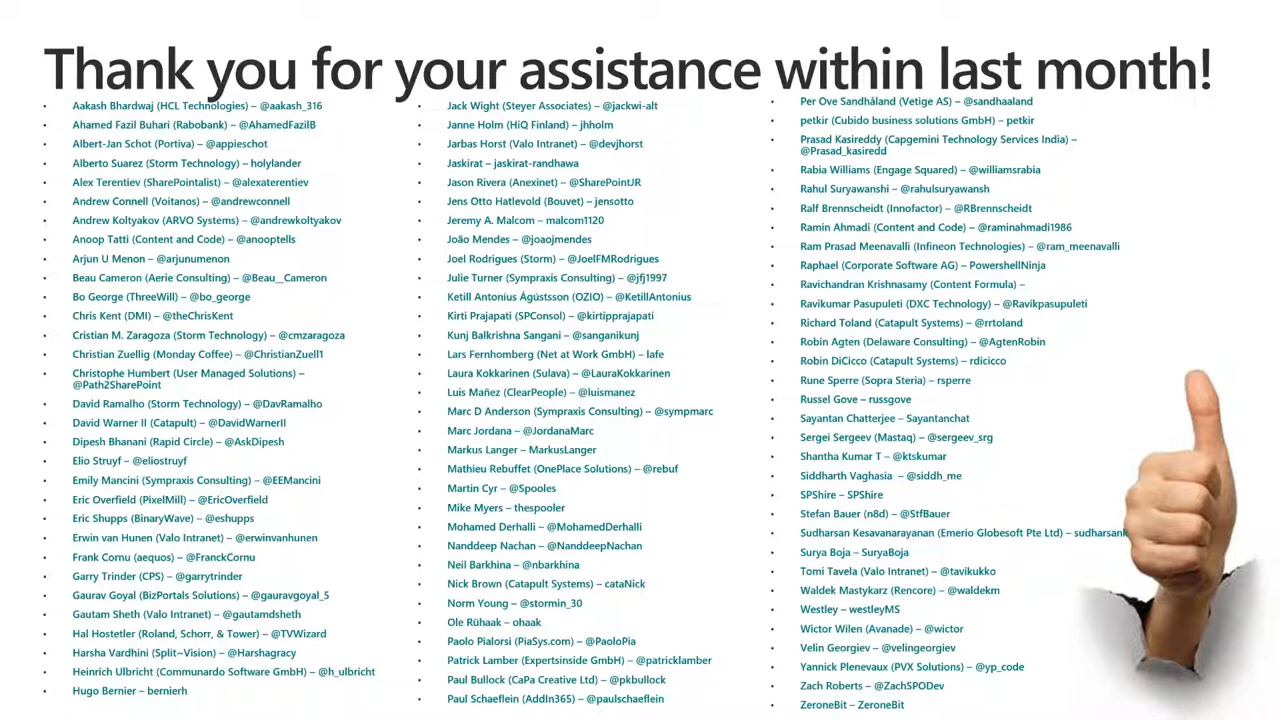 Thank you for your assistance within last month!
• Aakash Bhardwaj (HCL Technologies) – @aakash_316
• Ahamed Fazil Buhari (Rabobank) – @AhamedFazilB
• Albert-Jan Schot (Portiva) – @appieschot
• Alberto Suarez (Storm Technology) – holylander
• Alex Terentiev (SharePointalist) – @alexaterentiev
• Andrew Connell (Voitanos) – @andrewconnell
• Andrew Koltyakov (ARVO Systems) – @andrewkoltyakov
• Anoop Tatti (Content and Code) – @anooptells
• Arjun U Menon – @arjunumenon
• Beau Cameron (Aerie Consulting) – @Beau__Cameron
• Bo George (ThreeWill) – @bo_george
• Chris Kent (DMI) – @theChrisKent
• Cristian M. Zaragoza (Storm Technology) – @cmzaragoza
• Christian Zuellig (Monday Coffee) – @ChristianZuell1
• Christophe Humbert (User Managed Solutions) –
@Path2SharePoint
• David Ramalho (Storm Technology) – @DavRamalho
• David Warner II (Catapult) – @DavidWarnerII
• Dipesh Bhanani (Rapid Circle) – @AskDipesh
• Elio Struyf – @eliostruyf
• Emily Mancini (Sympraxis Consulting) – @EEMancini
• Eric Overfield (PixelMill) – @EricOverfield
• Eric Shupps (BinaryWave) – @eshupps
• Erwin van Hunen (Valo Intranet) – @erwinvanhunen
• Frank Cornu (aequos) – @FranckCornu
• Garry Trinder (CPS) – @garrytrinder
• Gaurav Goyal (BizPortals Solutions) – @gauravgoyal_5
• Gautam Sheth (Valo Intranet) – @gautamdsheth
• Hal Hostetler (Roland, Schorr, & Tower) – @TVWizard
• Harsha Vardhini (Split~Vision) – @Harshagracy
• Heinrich Ulbricht (Communardo Software GmbH) – @h_ulbricht
• Hugo Bernier – bernierh
• Jack Wight (Steyer Associates) – @jackwi-alt
• Janne Holm (HiQ Finland) – jhholm
• Jarbas Horst (Valo Intranet) – @devjhorst
• Jaskirat – jaskirat-randhawa
• Jason Rivera (Anexinet) – @SharePointJR
• Jens Otto Hatlevold (Bouvet) – jensotto
• Jeremy A. Malcom – malcom1120
• João Mendes – @joaojmendes
• Joel Rodrigues (Storm) – @JoelFMRodrigues
• Julie Turner (Sympraxis Consulting) – @jfj1997
• Ketill Antoníus Ágústsson (OZIO) – @KetillAntonius
• Kirti Prajapati (SPConsol) – @kirtipprajapati
• Kunj Balkrishna Sangani – @sanganikunj
• Lars Fernhomberg (Net at Work GmbH) – lafe
• Laura Kokkarinen (Sulava) – @LauraKokkarinen
• Luis Mañez (ClearPeople) – @luismanez
• Marc D Anderson (Sympraxis Consulting) – @sympmarc
• Marc Jordana – @JordanaMarc
• Markus Langer – MarkusLanger
• Mathieu Rebuffet (OnePlace Solutions) – @rebuf
• Martin Cyr – @Spooles
• Mike Myers – thespooler
• Mohamed Derhalli – @MohamedDerhalli
• Nanddeep Nachan – @NanddeepNachan
• Neil Barkhina – @nbarkhina
• Nick Brown (Catapult Systems) – cataNick
• Norm Young – @stormin_30
• Ole Rühaak – ohaak
• Paolo Pialorsi (PiaSys.com) – @PaoloPia
• Patrick Lamber (Expertsinside GmbH) – @patricklamber
• Paul Bullock (CaPa Creative Ltd) – @pkbullock
• Paul Schaeflein (AddIn365) – @paulschaeflein
• Per Ove Sandhåland (Vetige AS) – @sandhaaland
• petkir (Cubido business solutions GmbH) – petkir
• Prasad Kasireddy (Capgemini Technology Services India) –
@Prasad_kasiredd
• Rabia Williams (Engage Squared) – @williamsrabia
• Rahul Suryawanshi – @rahulsuryawansh
• Ralf Brennscheidt (Innofactor) – @RBrennscheidt
• Ramin Ahmadi (Content and Code) – @raminahmadi1986
• Ram Prasad Meenavalli (Infineon Technologies) – @ram_meenavalli
• Raphael (Corporate Software AG) – PowershellNinja
• Ravichandran Krishnasamy (Content Formula) –
• Ravikumar Pasupuleti (DXC Technology) – @Ravikpasupuleti
• Richard Toland (Catapult Systems) – @rrtoland
• Robin Agten (Delaware Consulting) – @AgtenRobin
• Robin DiCicco (Catapult Systems) – rdicicco
• Rune Sperre (Sopra Steria) – rsperre
• Russel Gove – russgove
• Sayantan Chatterjee – Sayantanchat
• Sergei Sergeev (Mastaq) – @sergeev_srg
• Shantha Kumar T – @ktskumar
• Siddharth Vaghasia – @siddh_me
• SPShire – SPShire
• Stefan Bauer (n8d) – @StfBauer
• Sudharsan Kesavanarayanan (Emerio Globesoft Pte Ltd) – sudharsank
• Surya Boja – SuryaBoja
• Tomi Tavela (Valo Intranet) – @tavikukko
• Waldek Mastykarz (Rencore) – @waldekm
• Westley – westleyMS
• Wictor Wilen (Avanade) – @wictor
• Velin Georgiev – @velingeorgiev
• Yannick Plenevaux (PVX Solutions) – @yp_code
• Zach Roberts – @ZachSPODev
• ZeroneBit – ZeroneBit